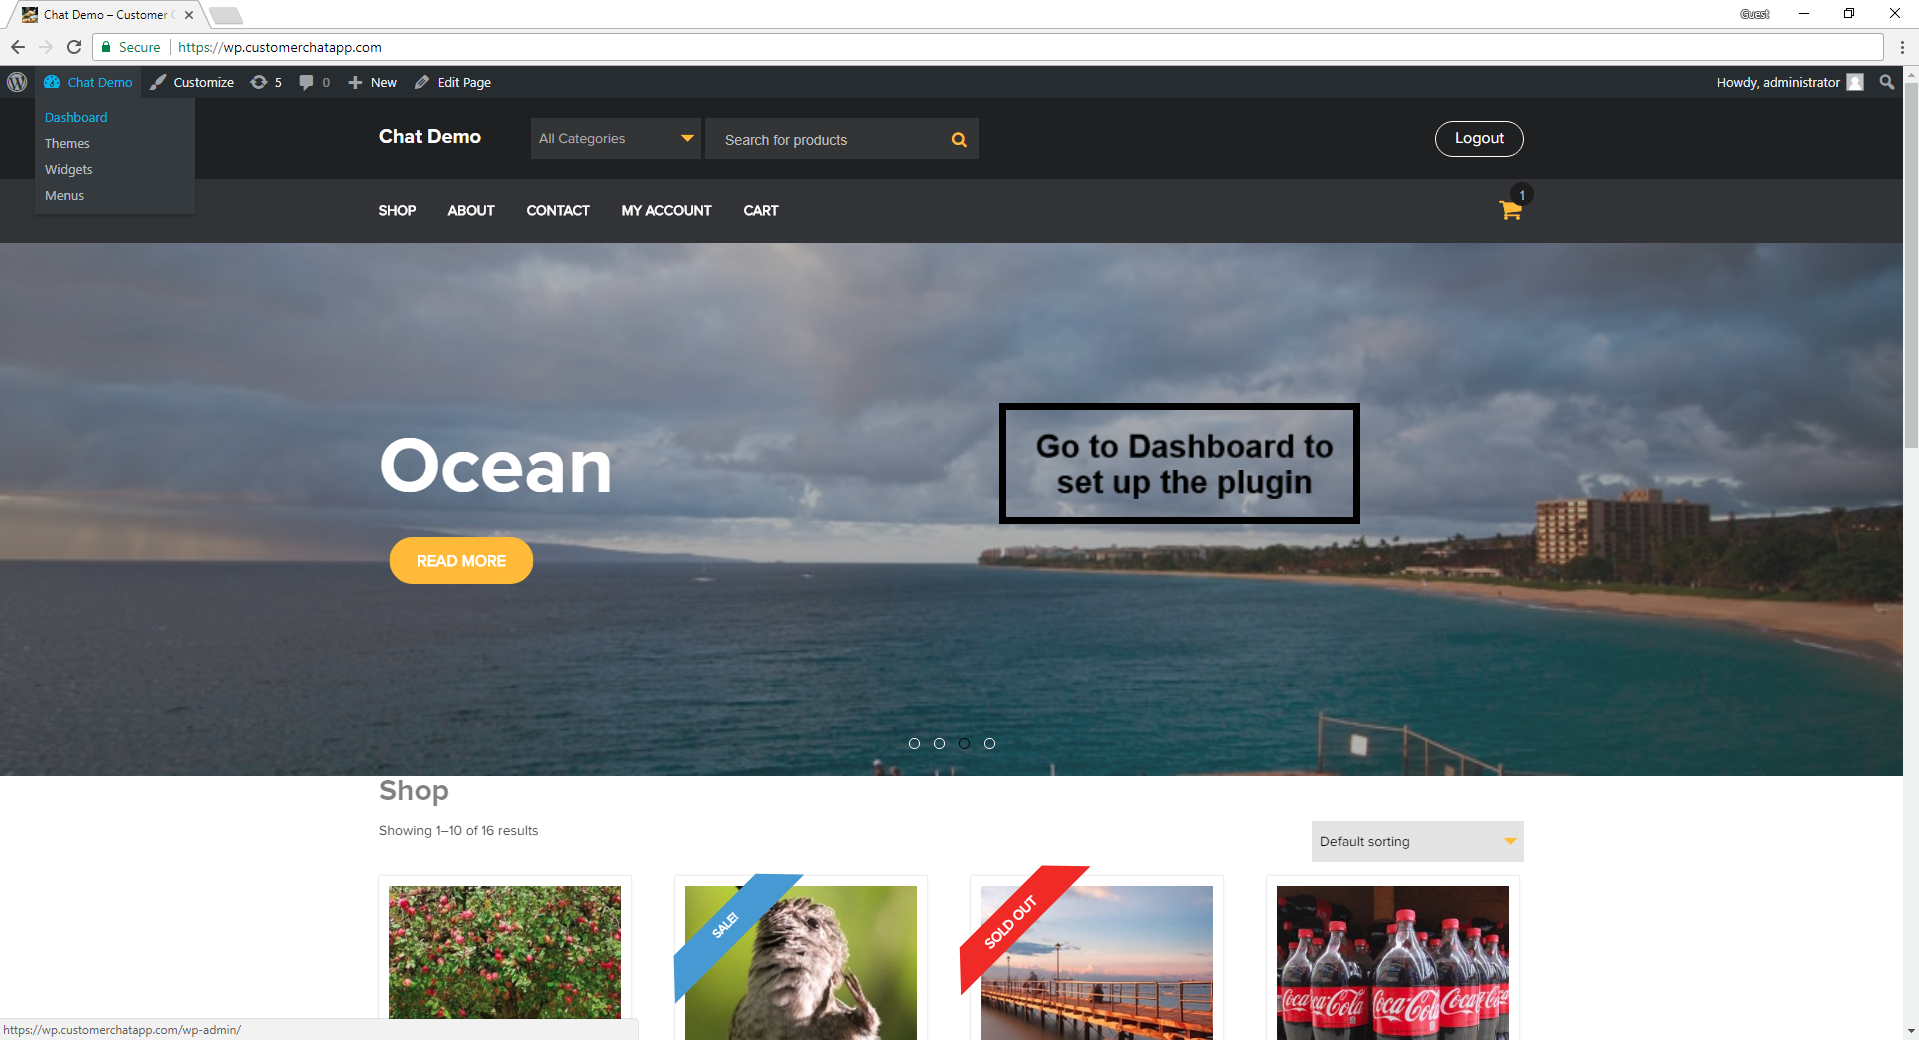 Chat Demo – Customer C
Guest
Secure
https://wp.customerchatapp.com
Chat Demo
Customize
5
0
New
Edit Page
Howdy, administrator
Dashboard
Themes
Widgets
Menus
Chat Demo
All Categories
Search for products
Logout
SHOP
ABOUT
CONTACT
MY ACCOUNT
CART
1
Ocean
READ MORE
Go to Dashboard to
set up the plugin
Shop
Showing 1–10 of 16 results
Default sorting
SALE!
SOLD OUT
Coca-Cola
Coca-Cola
Coca-Cola
https://wp.customerchatapp.com/wp-admin/